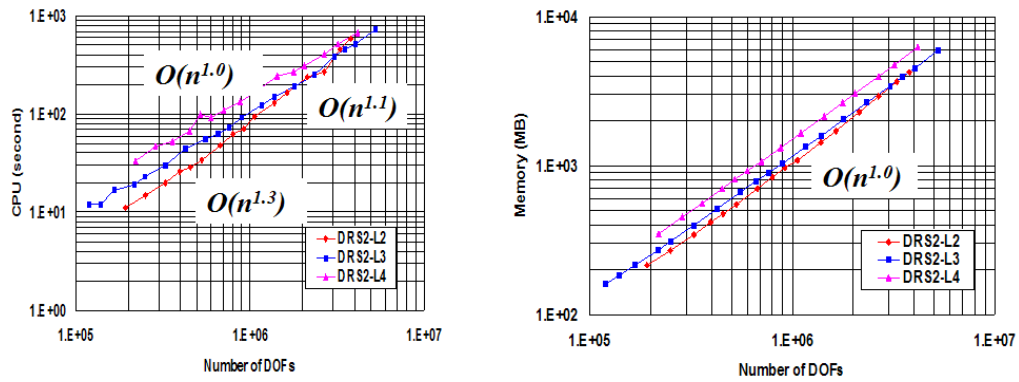 1.E+03
1.E+02
1.E+01
1.E+00
CPU (second)
O(n^1.0)
O(n^1.1)
O(n^1.3)
DRS2-L2
DRS2-L3
DRS2-L4
1.E+05
1.E+06
1.E+07
Number of DOFs
1.E+04
1.E+03
1.E+02
Memory (MB)
O(n^1.0)
DRS2-L2
DRS2-L3
DRS2-L4
1.E+05
1.E+06
1.E+07
Number of DOFs